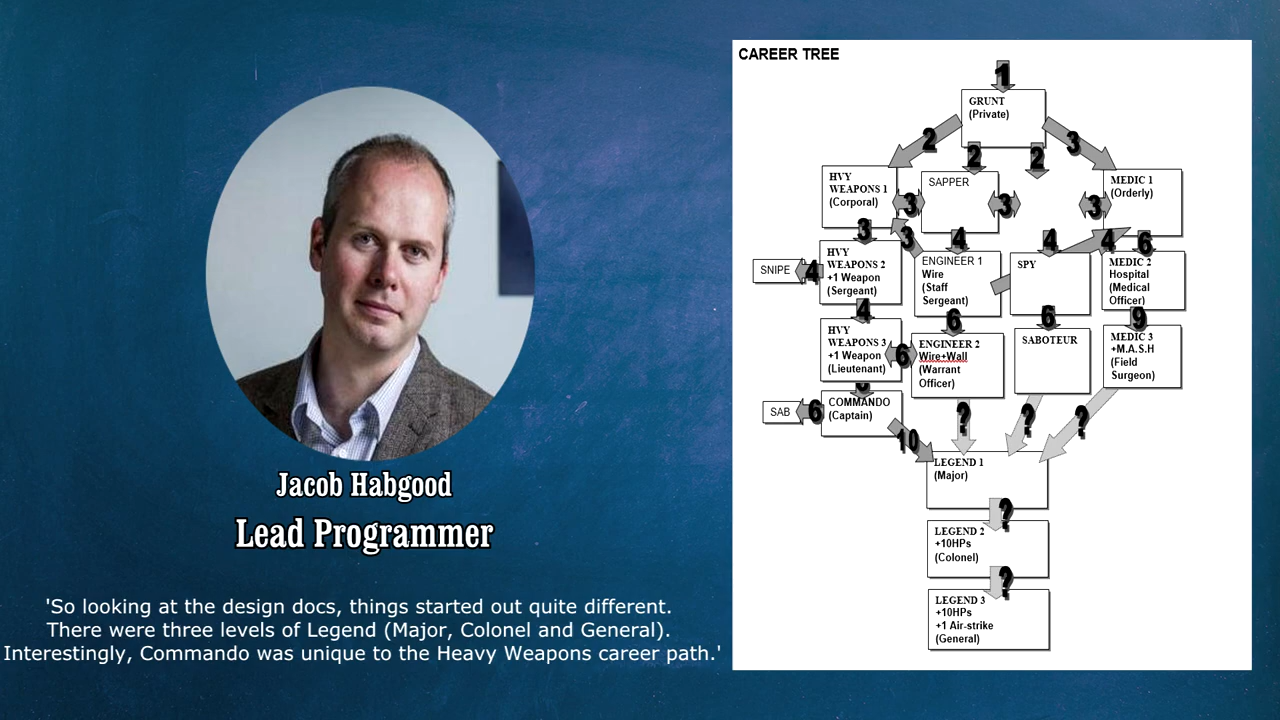 CAREER TREE
1
GRUNT
(Private)
2
2
2
3
HVY
WEAPONS 1
(Corporal)
3
SAPPER
3
3
MEDIC 1
(Orderly)
3
3
4
4
4
6
SNIPE
4
HVY
WEAPONS 2
+1 Weapon
(Sergeant)
ENGINEER 1
Wire
(Staff
Sergeant)
SPY
MEDIC 2
Hospital
(Medical
Officer)
4
6
6
9
HVY
WEAPONS 3
+1 Weapon
(Lieutenant)
6
ENGINEER 2
Wire+Wall
(Warrant
Officer)
SABOTEUR
MEDIC 3
+M.A.S.H
(Field
Surgeon)
SAB
6
COMMANDO
(Captain)
10
?
?
?
LEGEND 1
(Major)
?
LEGEND 2
+10HPs
(Colonel)
?
LEGEND 3
+10HPs
+1 Air-strike
(General)
Jacob Habgood
Lead Programmer
'So looking at the design docs, things started out quite different.
There were three levels of Legend (Major, Colonel and General).
Interestingly, Commando was unique to the Heavy Weapons career path.'